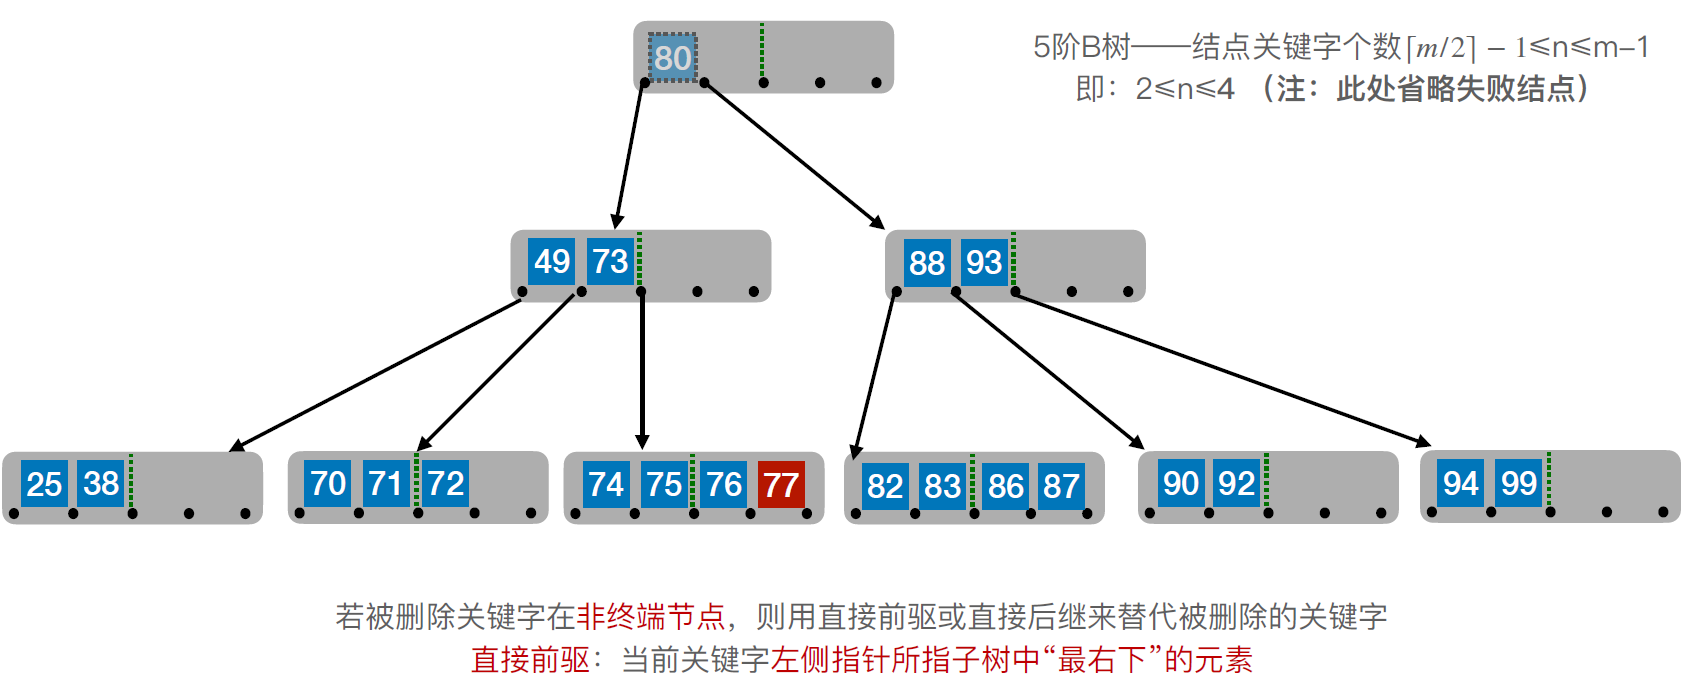 80
5阶B树——结点关键字个数⌈m/2⌉ − 1≤n≤m−1
即：2≤n≤4 （注：此处省略失败结点）
49 73
88 93
25 38
70 71 72
74 75 76 77
82 83 86 87
90 92
94 99
若被删除关键字在非终端节点，则用直接前驱或直接后继来替代被删除的关键字
直接前驱：当前关键字左侧指针所指子树中“最右下”的元素